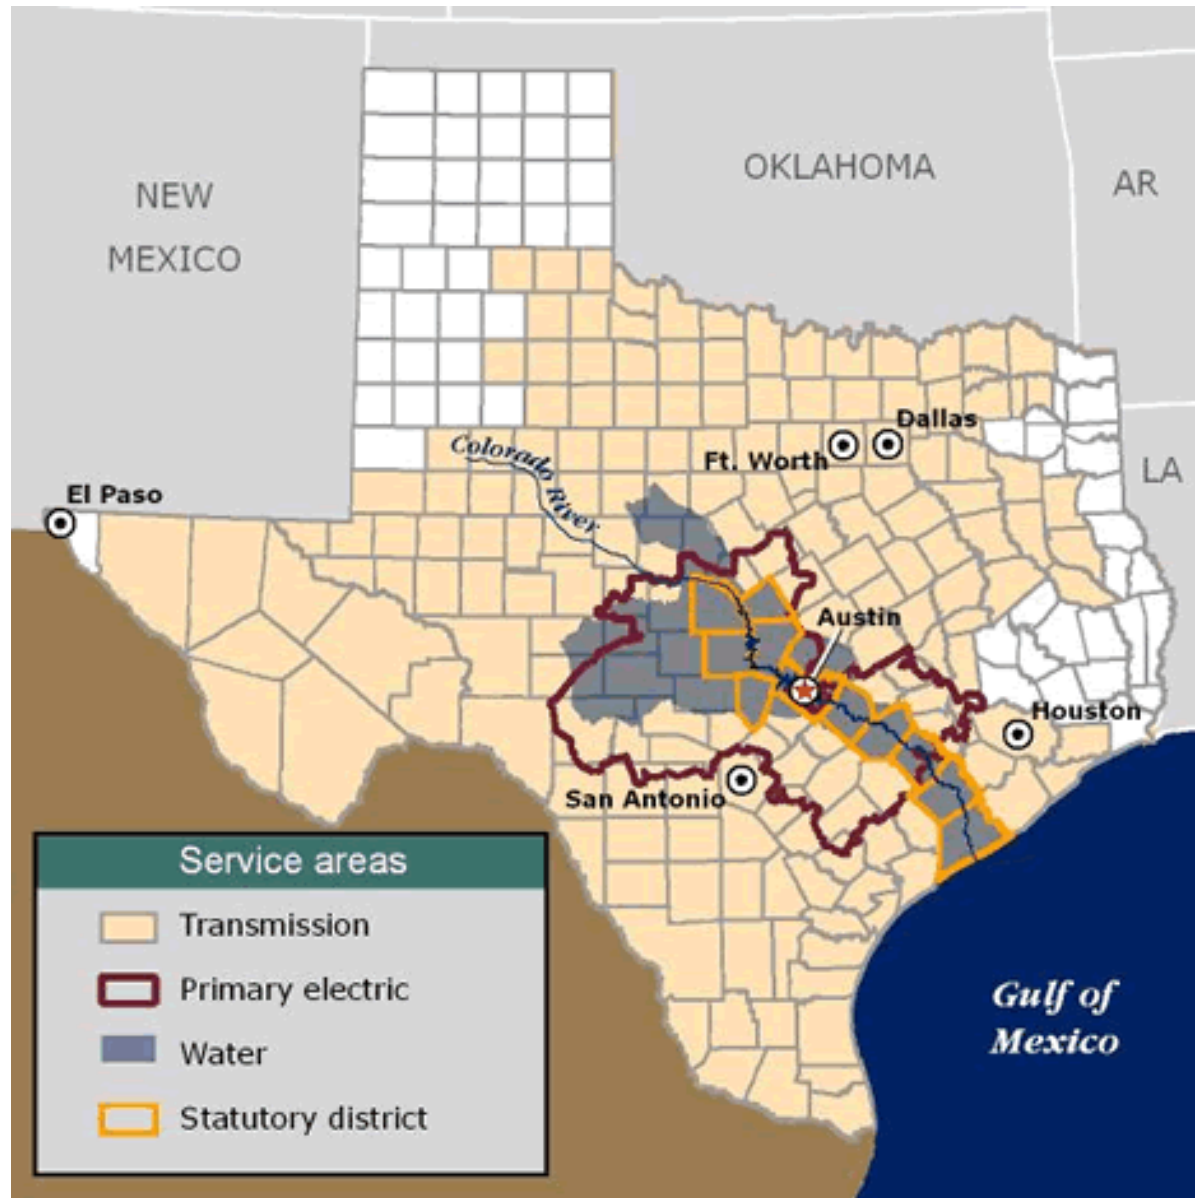 OKLAHOMA
AR
NEW
MEXICO
Dallas
Colorado River
Ft. Worth
LA
El Paso
Austin
Houston
San Antonio
Service areas
Transmission
Primary electric
Water
Statutory district
Gulf of
Mexico